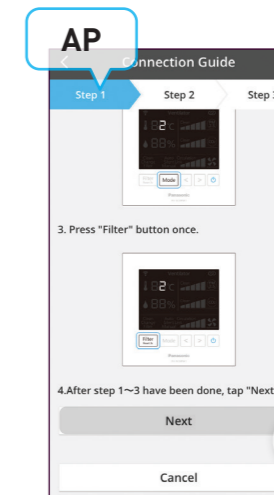 AP
Connection Guide
Step 1
Step 2
Step 3
Mode
Panasonic
3. Press "Filter" button once.
Filter
Mode
Panasonic
4.After step 1~3 have been done, tap "Next
Next
Cancel